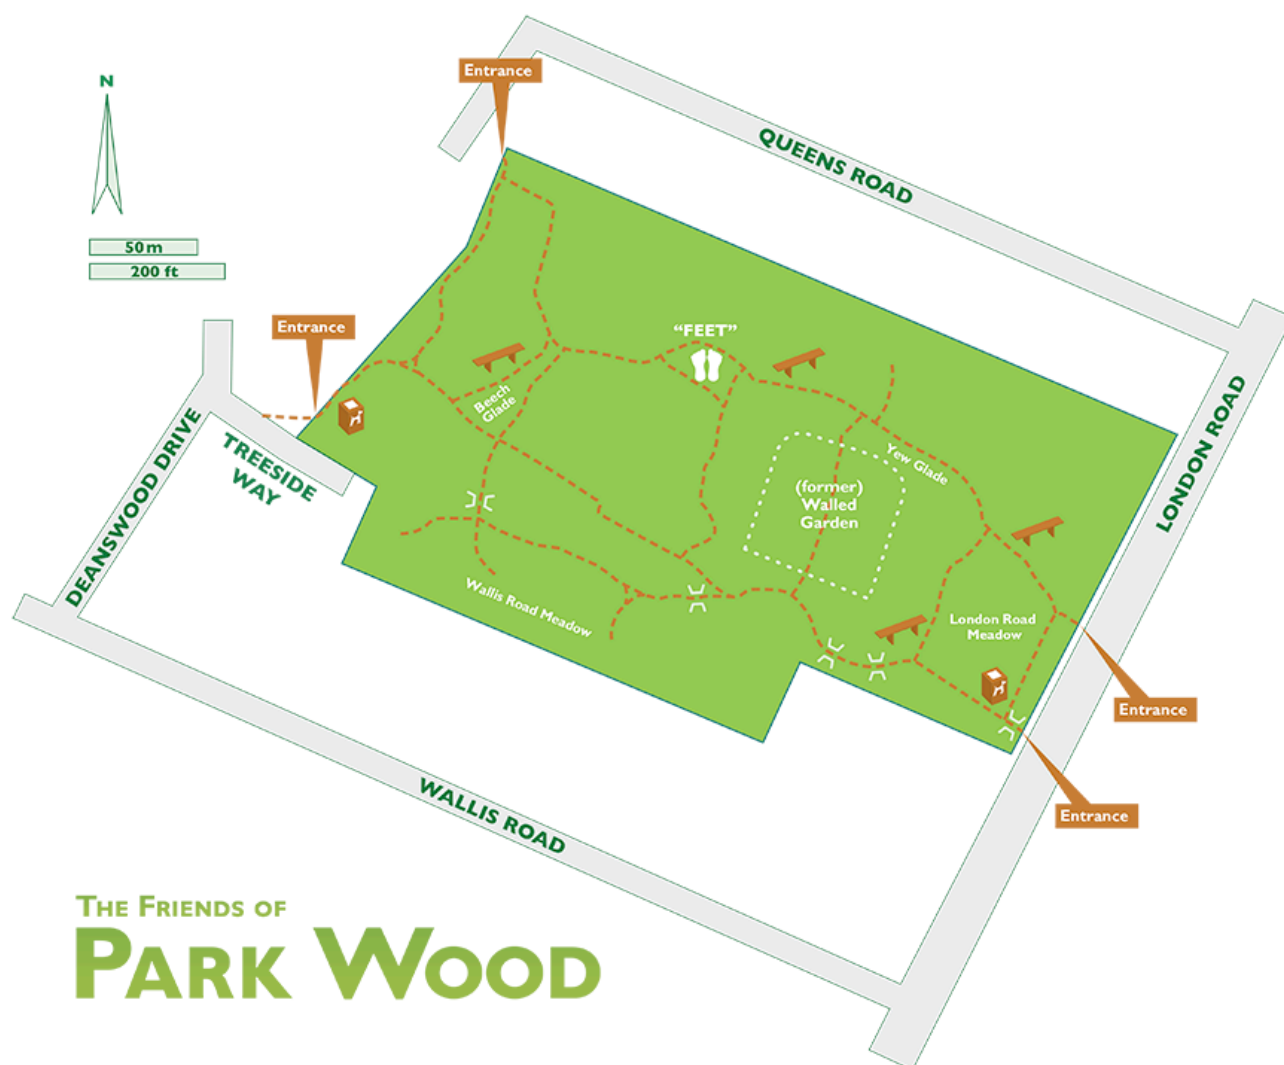 Entrance
N
QUEENS ROAD
50 m
200 ft
Entrance
“FEET”
LONDON ROAD
Beech
Glade
DEANSWOOD DRIVE
TREESIDE
WAY
Yew Glade
(former)
Walled
Garden
Wallis Road Meadow
London Road
Meadow
Entrance
Entrance
WALLIS ROAD
THE FRIENDS OF
PARK WOOD